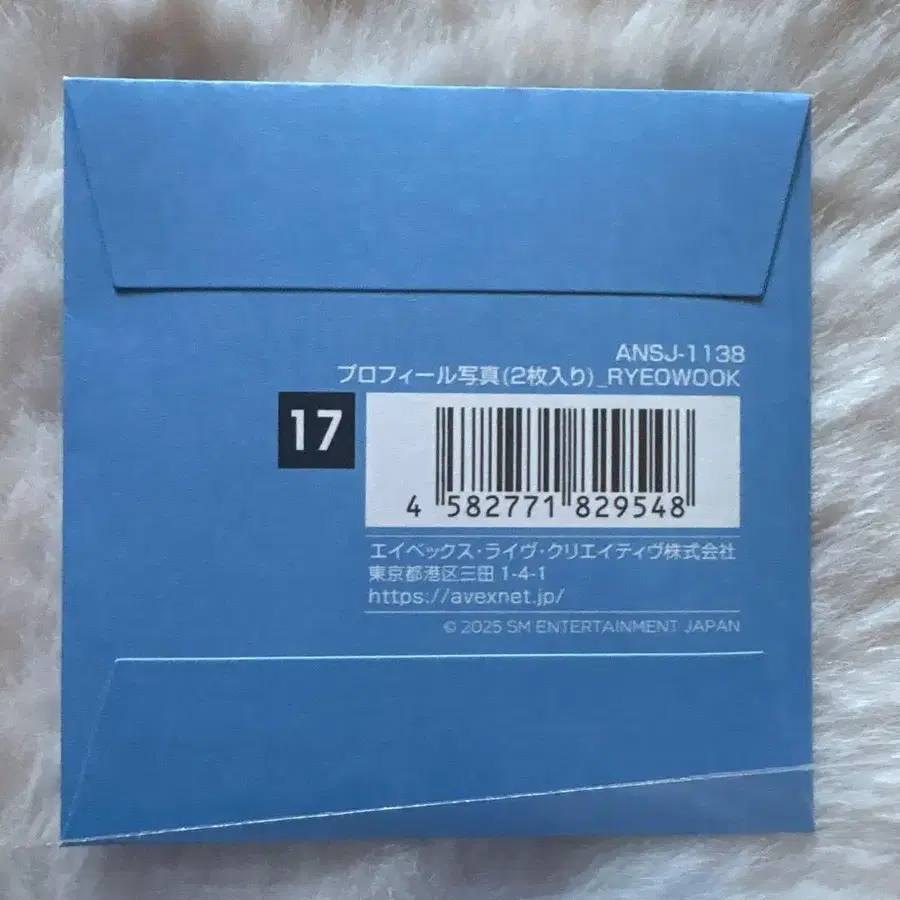 ANSJ-1138
プロフィール写真(2枚入り)_RYEOWOOK
17
4 582771 829548
エイベックス・ライヴ・クリエイティヴ株式会社
東京都港区三田 1-4-1
https://avexnet.jp/
© 2025 SM ENTERTAINMENT JAPAN